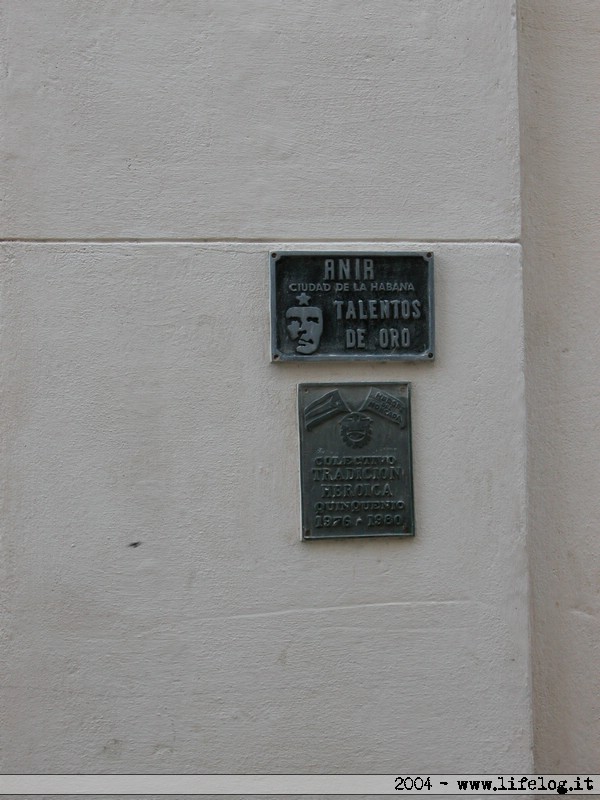 ANIR
CIUDAD DE LA HABANA
TALENTOS
DE ORO
COLECTIVO
TRADICION
HEROICA
QUINQUENIO
1976 ★ 1980
2004 - www.lifelog.it